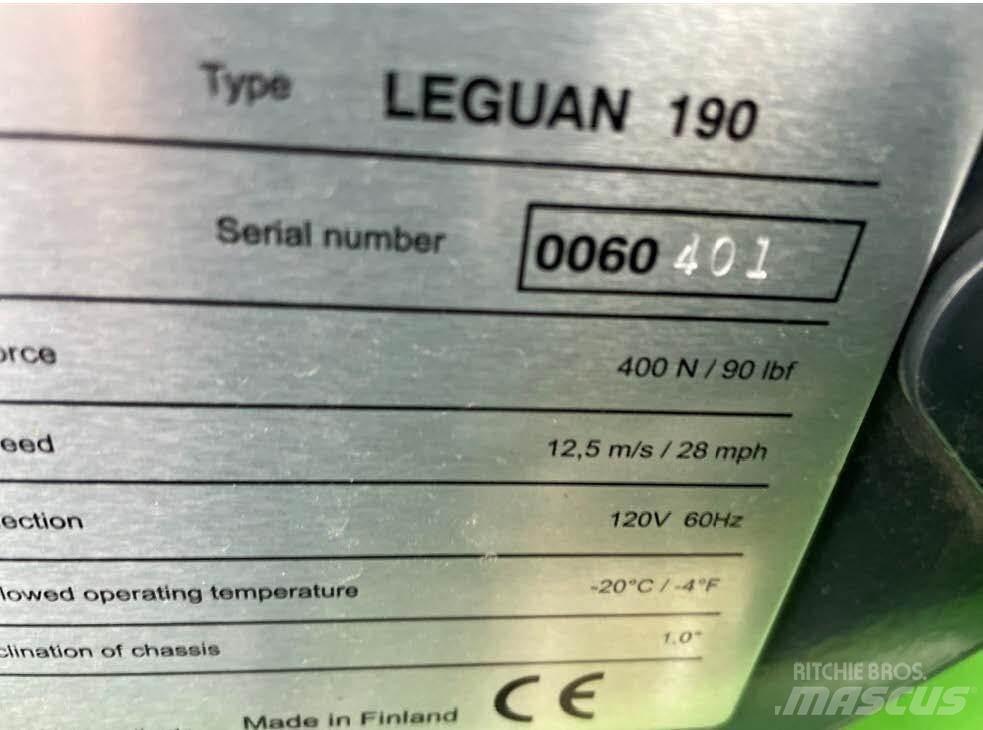 Type LEGUAN 190
Serial number 0060 401
orce 400 N / 90 lbf
eed 12,5 m/s / 28 mph
ection 120V 60Hz
lowed operating temperature -20°C / -4°F
clination of chassis 1.0°
Made in Finland CE
RITCHIE BROS.
MASCUS